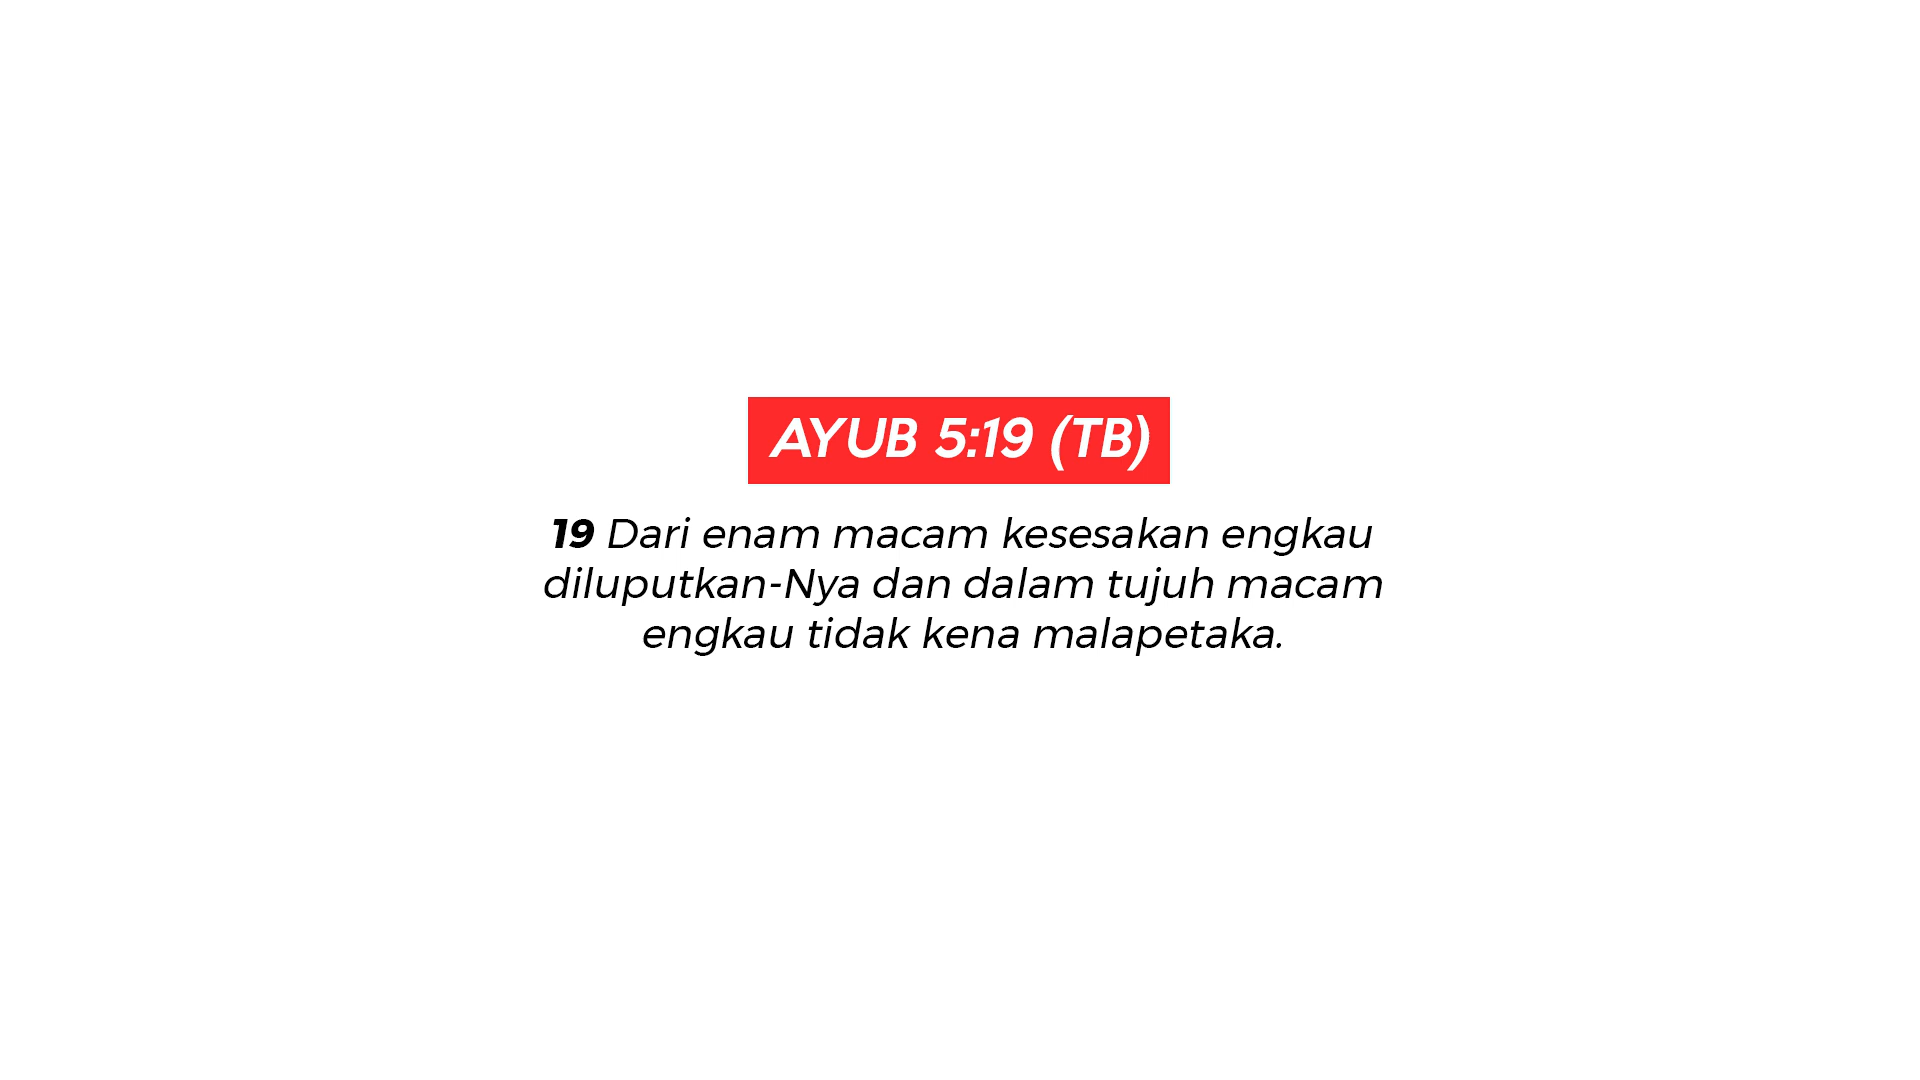 AYUB 5:19 (TB)
19 Dari enam macam kesesakan engkau
diluputkan-Nya dan dalam tujuh macam
engkau tidak kena malapetaka.